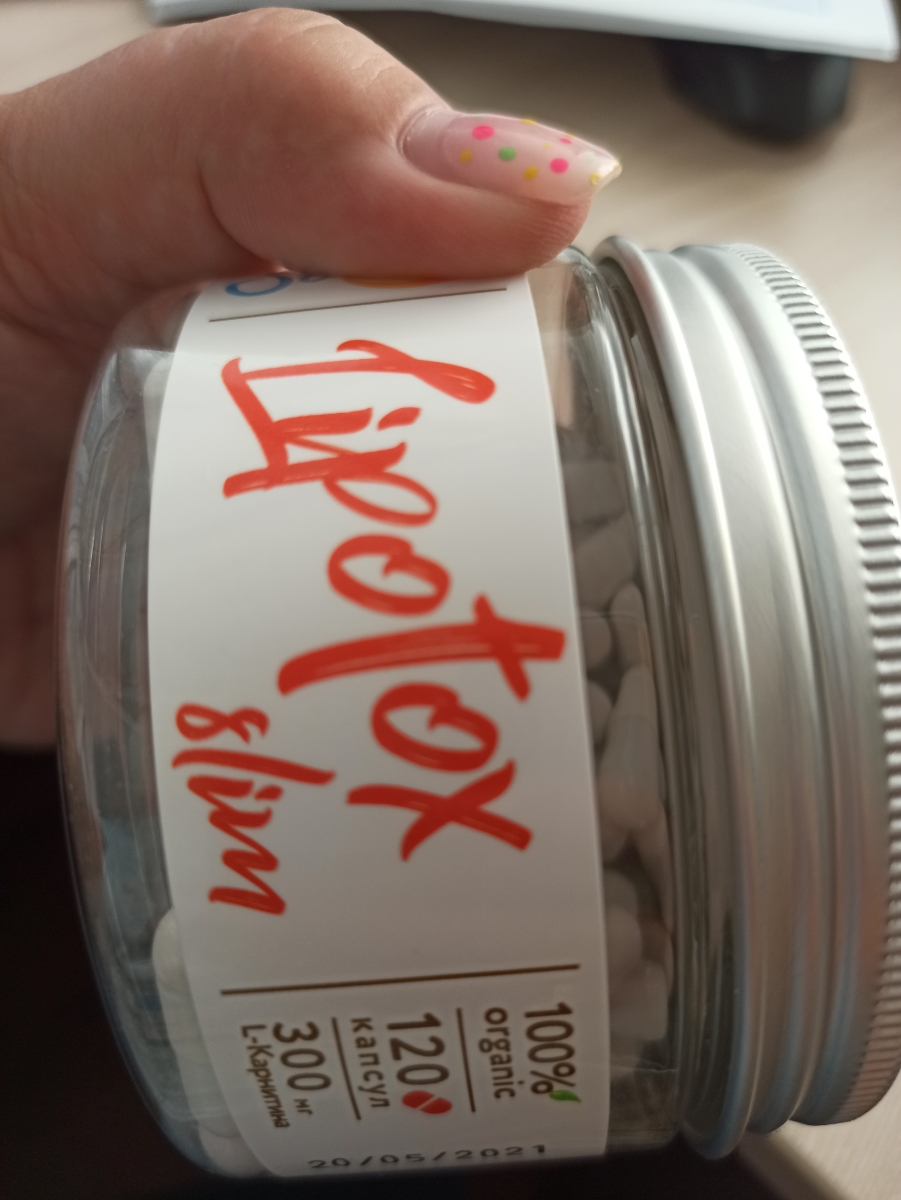 Lipotox
slim
100%
organic
120
капсул
300 мг
L-Карнитина
20/05/2021